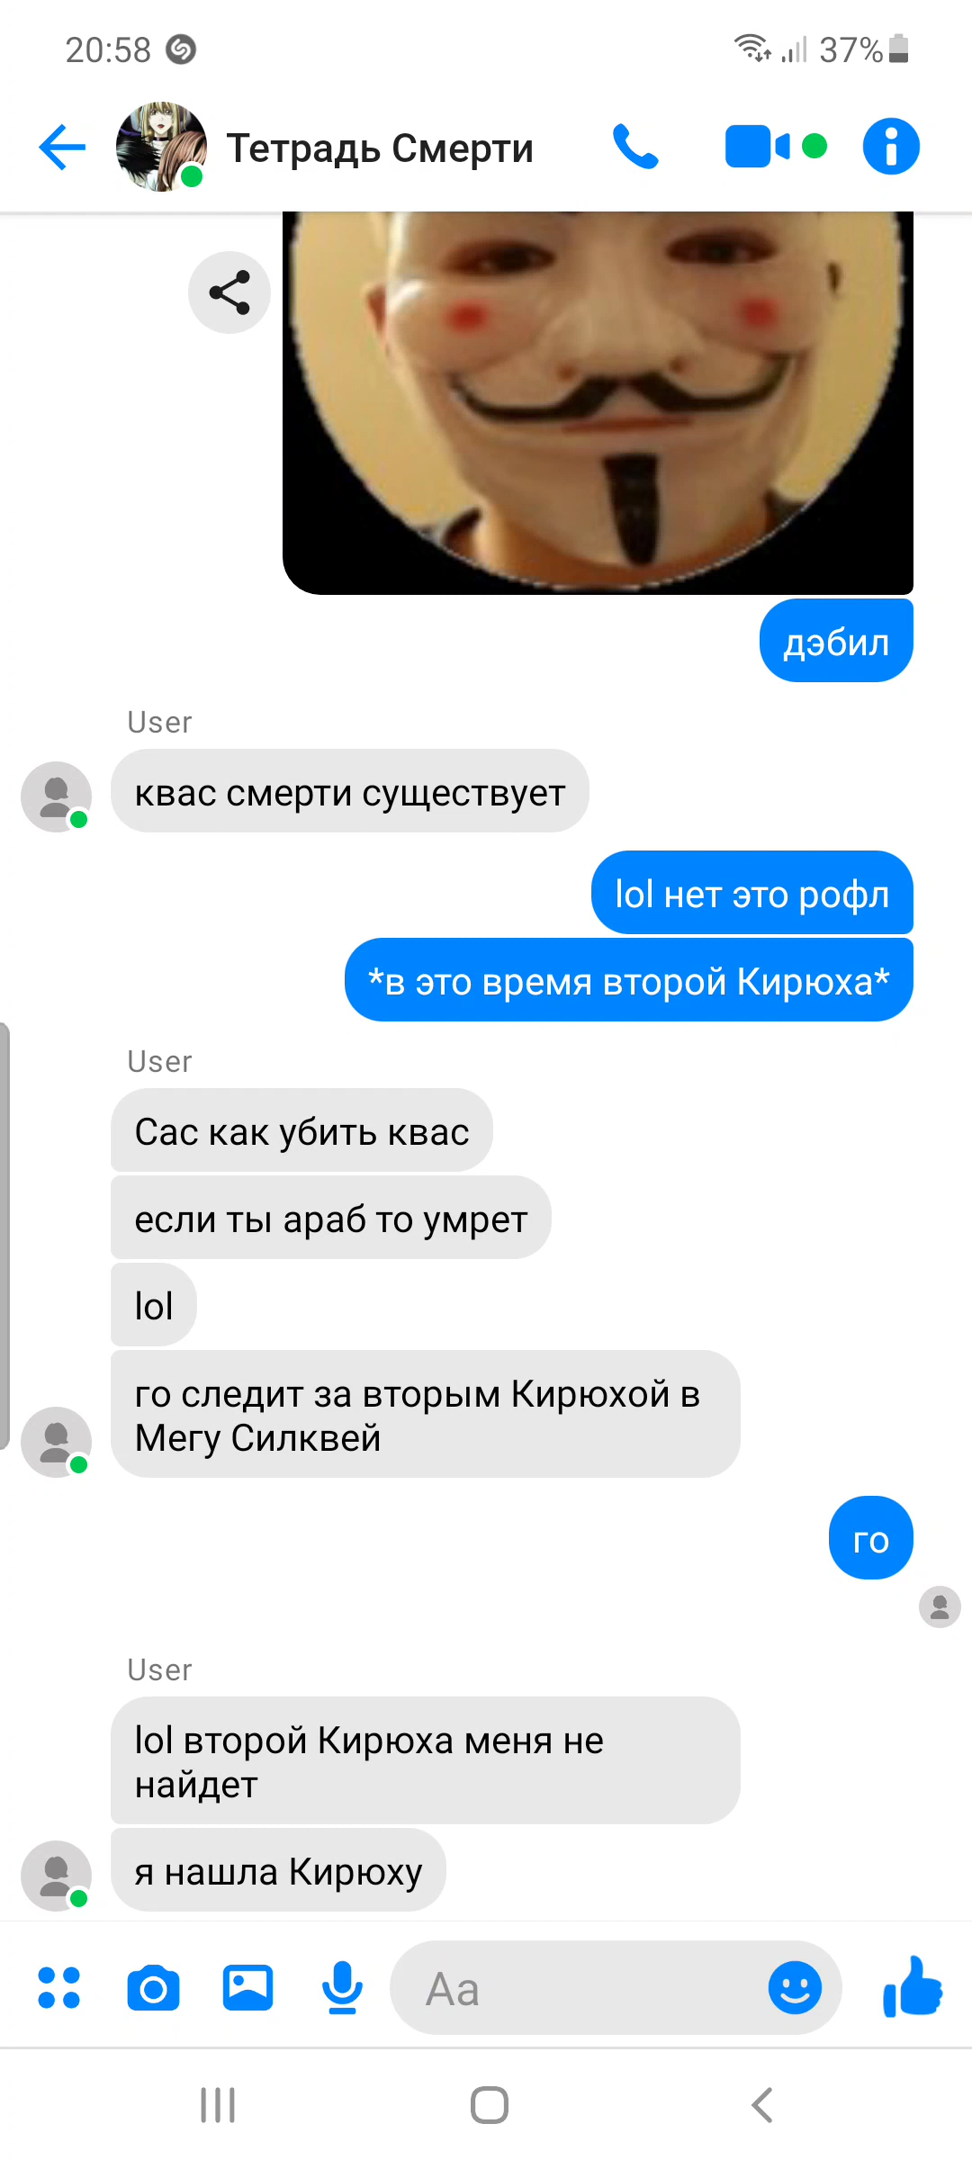 20:58
37%
Тетрадь Смерти
дэбил
User
квас смерти существует
lol нет это рофл
*в это время второй Кирюха*
User
Сас как убить квас
если ты араб то умрет
lol
го следит за вторым Кирюхой в
Мегу Силквей
го
User
lol второй Кирюха меня не
найдет
я нашла Кирюху
Aa